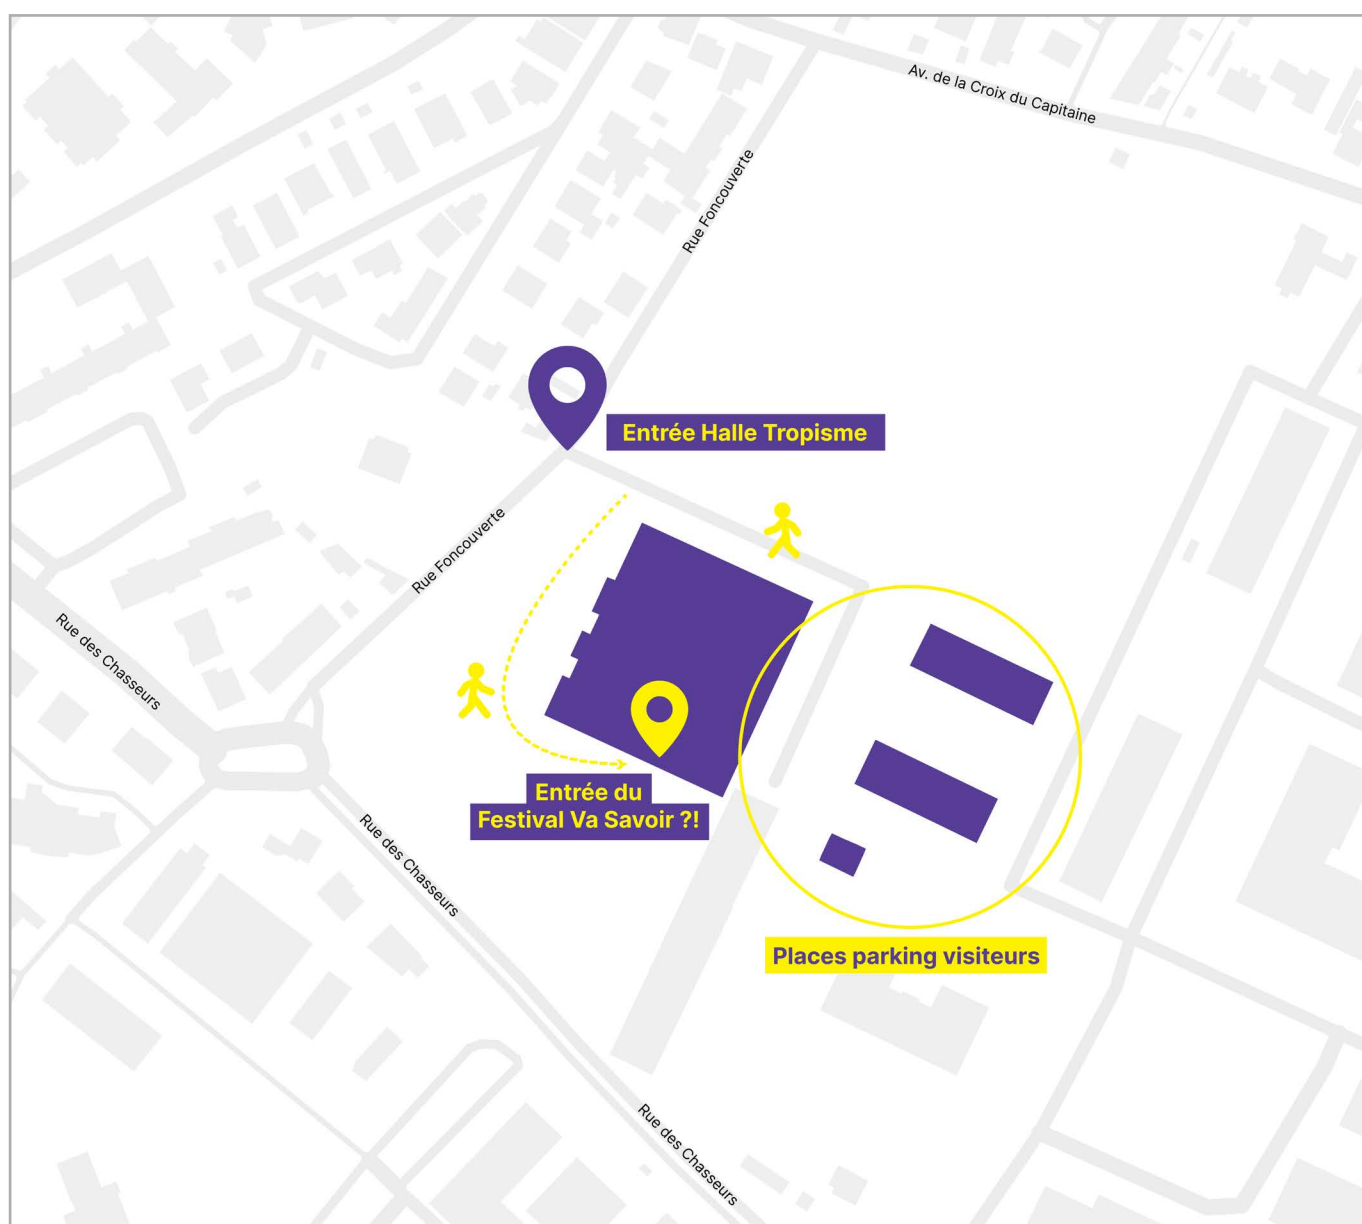 Av. de la Croix du Capitaine
Rue Foncouverte
Entrée Halle Tropisme
Rue Foncouverte
Rue des Chasseurs
Entrée du
Festival Va Savoir ?!
Rue des Chasseurs
Places parking visiteurs
Rue des Chasseurs